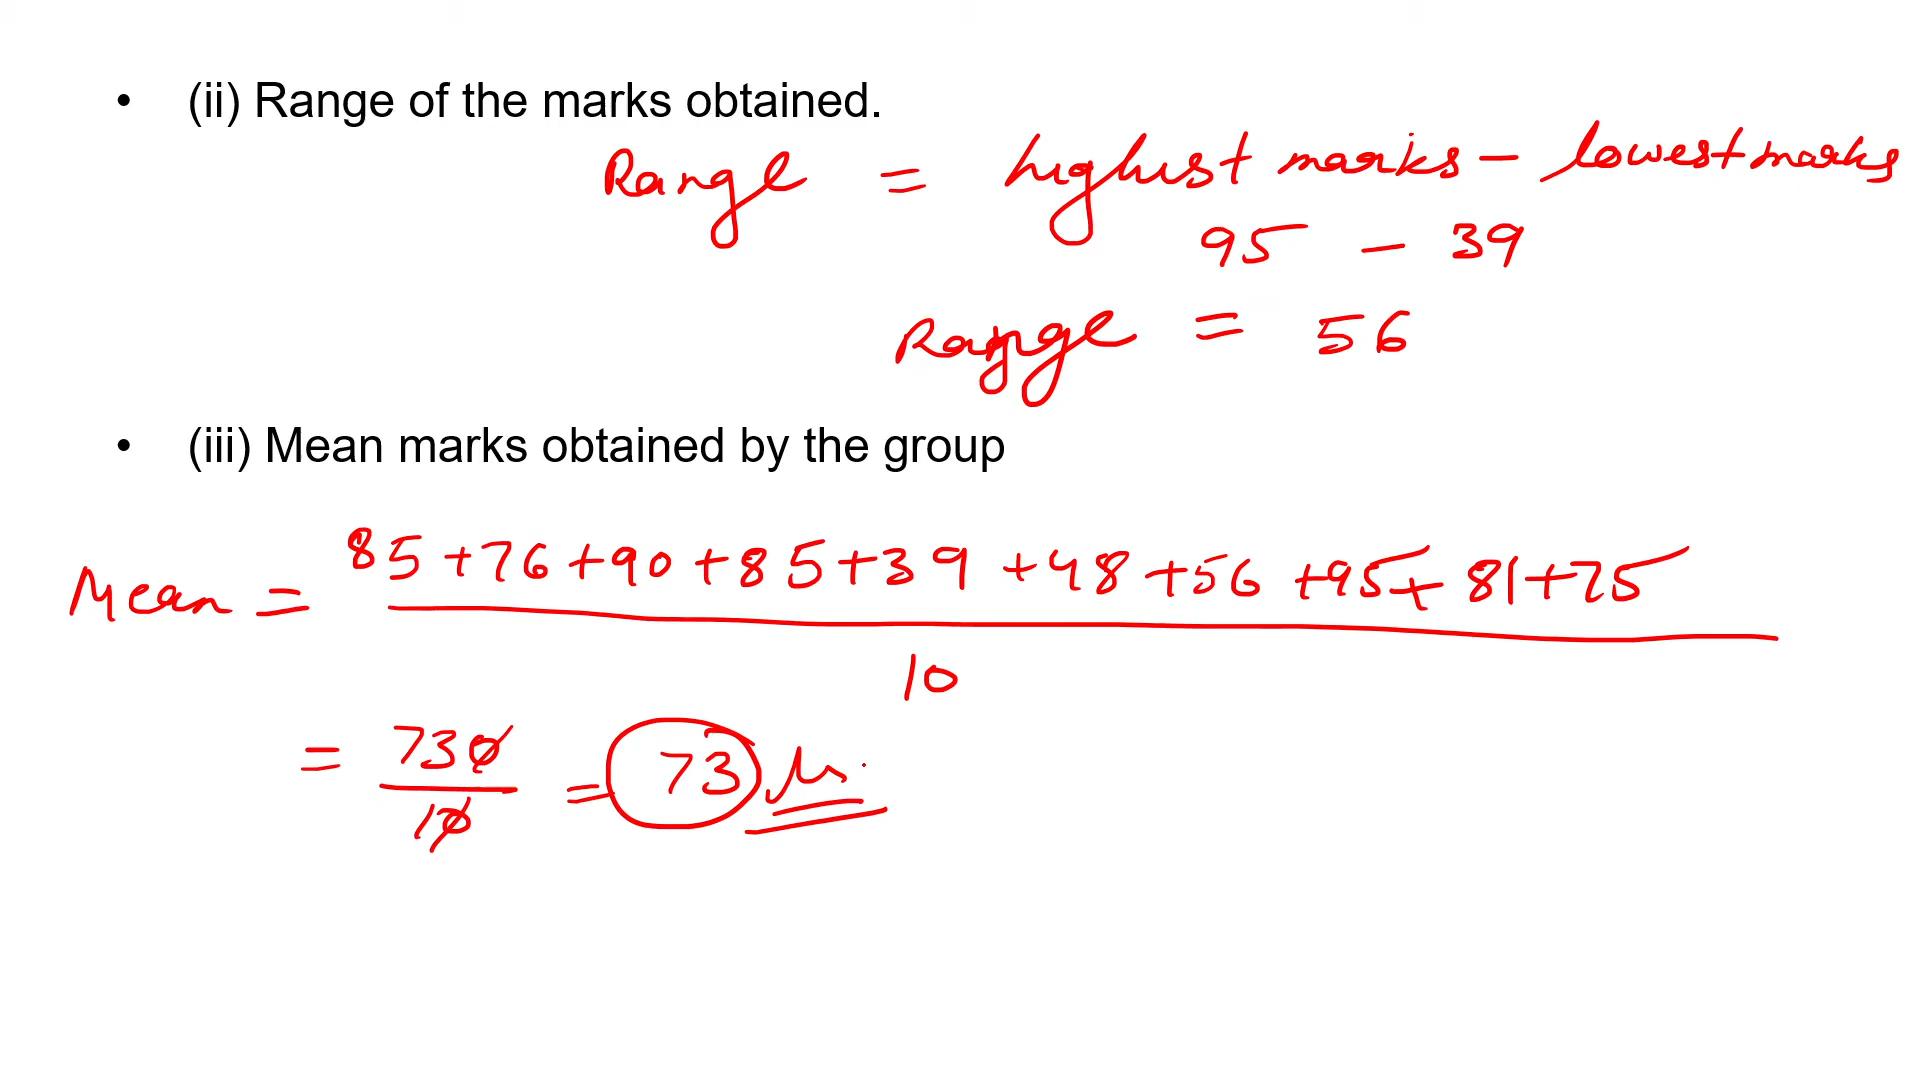 • (ii) Range of the marks obtained.
Range = highest marks - lowest marks
95 - 39
Range = 56
• (iii) Mean marks obtained by the group
Mean = 85+76+90+85+39+48+56+95+81+75
10
= 730/10 = 73